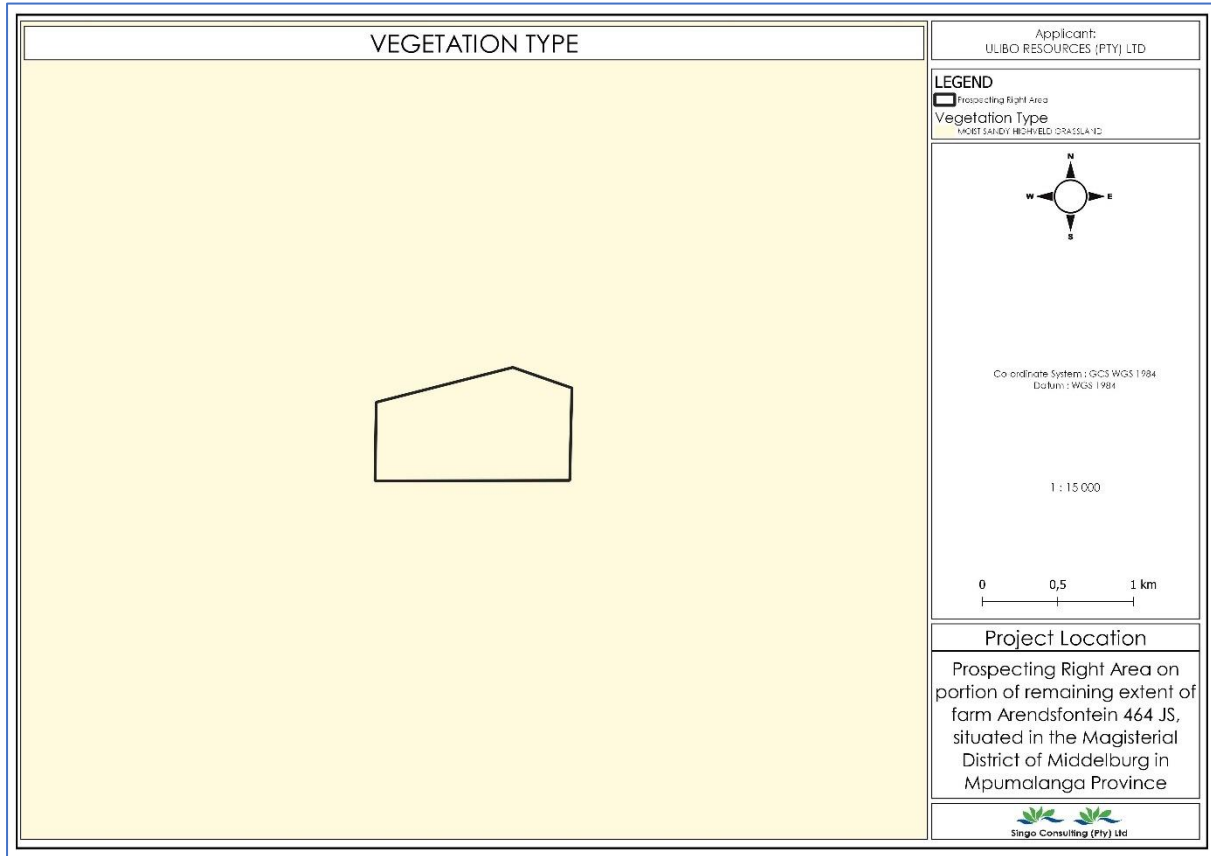 VEGETATION TYPE
Applicant:
ULIBO RESOURCES (PTY) LTD
LEGEND
Prospecting Right Area
Vegetation Type
MOIST SANDY HIGHVELD GRASSLAND
N
W
E
S
Co ordinate System : GCS WGS 1984
Datum : WGS 1984
1 : 15 000
0 0,5 1 km
Project Location
Prospecting Right Area on
portion of remaining extent of
farm Arendsfontein 464 JS,
situated in the Magisterial
District of Middelburg in
Mpumalanga Province
Singo Consulting (Pty) Ltd